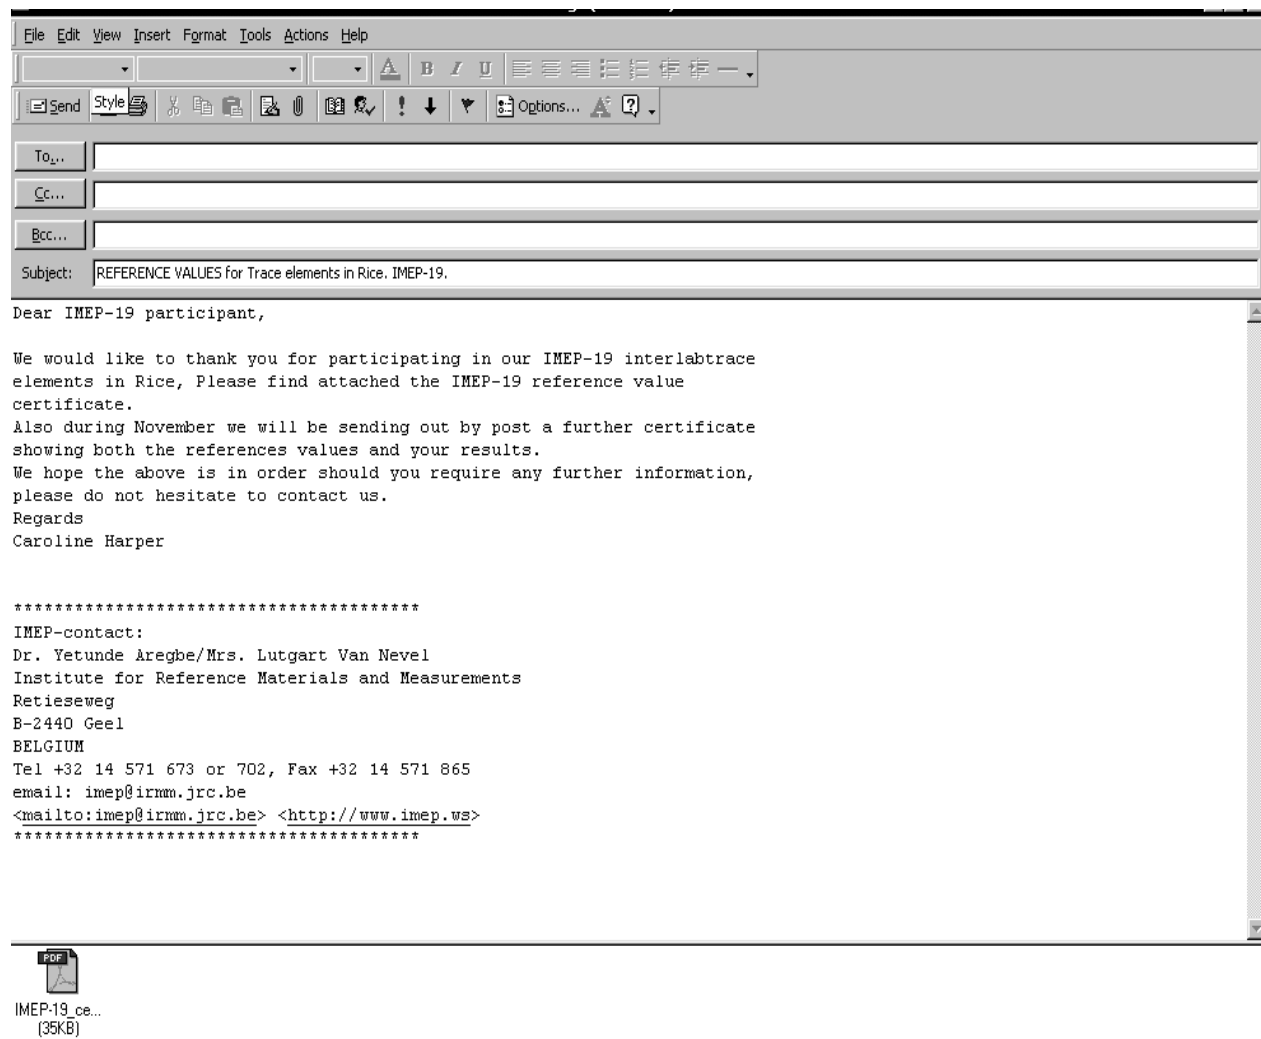 File Edit View Insert Format Tools Actions Help
A B I U
Send Style Options...
To...
Cc...
Bcc...
Subject: REFERENCE VALUES for Trace elements in Rice. IMEP-19.
Dear IMEP-19 participant,
We would like to thank you for participating in our IMEP-19 interlabtrace
elements in Rice, Please find attached the IMEP-19 reference value
certificate.
Also during November we will be sending out by post a further certificate
showing both the references values and your results.
We hope the above is in order should you require any further information,
please do not hesitate to contact us.
Regards
Caroline Harper
****************************************
IMEP-contact:
Dr. Yetunde Aregbe/Mrs. Lutgart Van Nevel
Institute for Reference Materials and Measurements
Retieseweg
B-2440 Geel
BELGIUM
Tel +32 14 571 673 or 702, Fax +32 14 571 865
email: imep@irmm.jrc.be
<mailto:imep@irmm.jrc.be> <http://www.imep.ws>
****************************************
PDF
IMEP-19_ce...
(35KB)